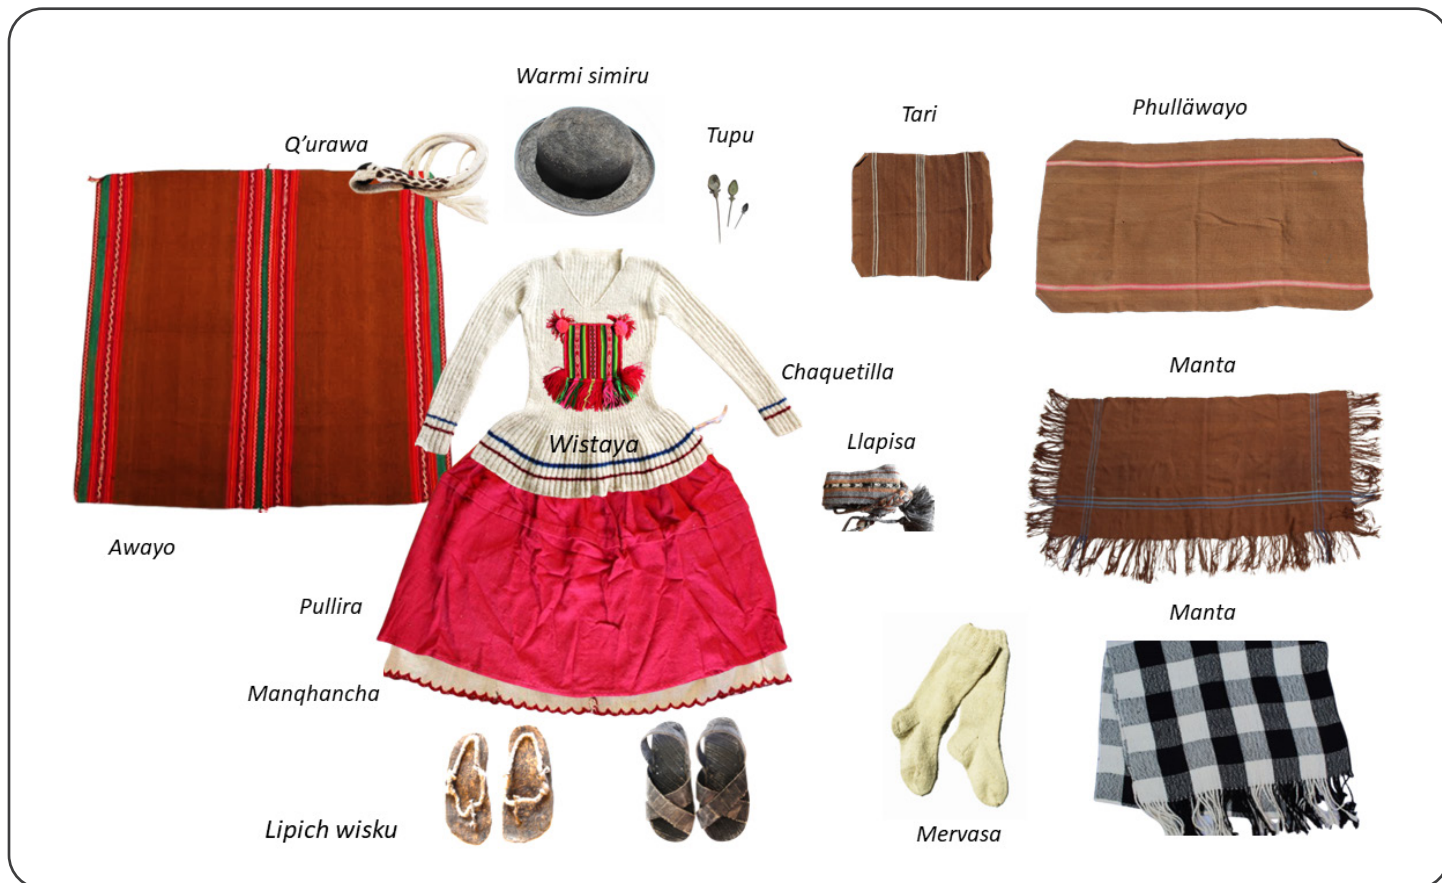 Warmi simiru
Q'urawa
Tupu
Tari
Phulläwayo
Chaquetilla
Manta
Wistaya
Llapisa
Awayo
Pullira
Manta
Manqhancha
Lipich wisku
Mervasa